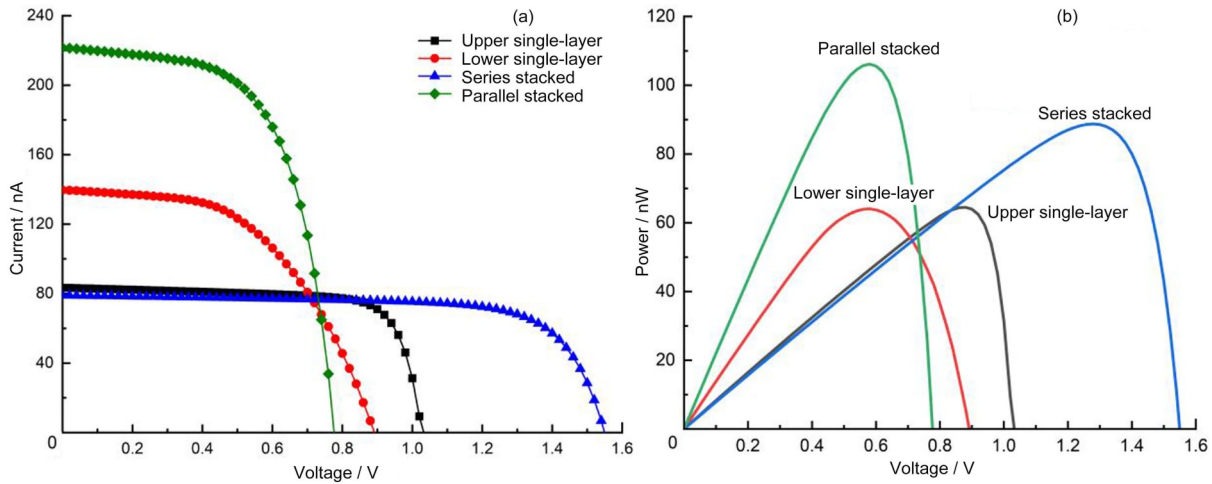 (a)
Upper single-layer
Lower single-layer
Series stacked
Parallel stacked
240
200
160
120
80
40
0
Current / nA
0
0.2
0.4
0.6
0.8
1.0
1.2
1.4
1.6
Voltage / V
(b)
Parallel stacked
Series stacked
Lower single-layer
Upper single-layer
120
100
80
60
40
20
0
Power / nW
0
0.2
0.4
0.6
0.8
1.0
1.2
1.4
1.6
Voltage / V